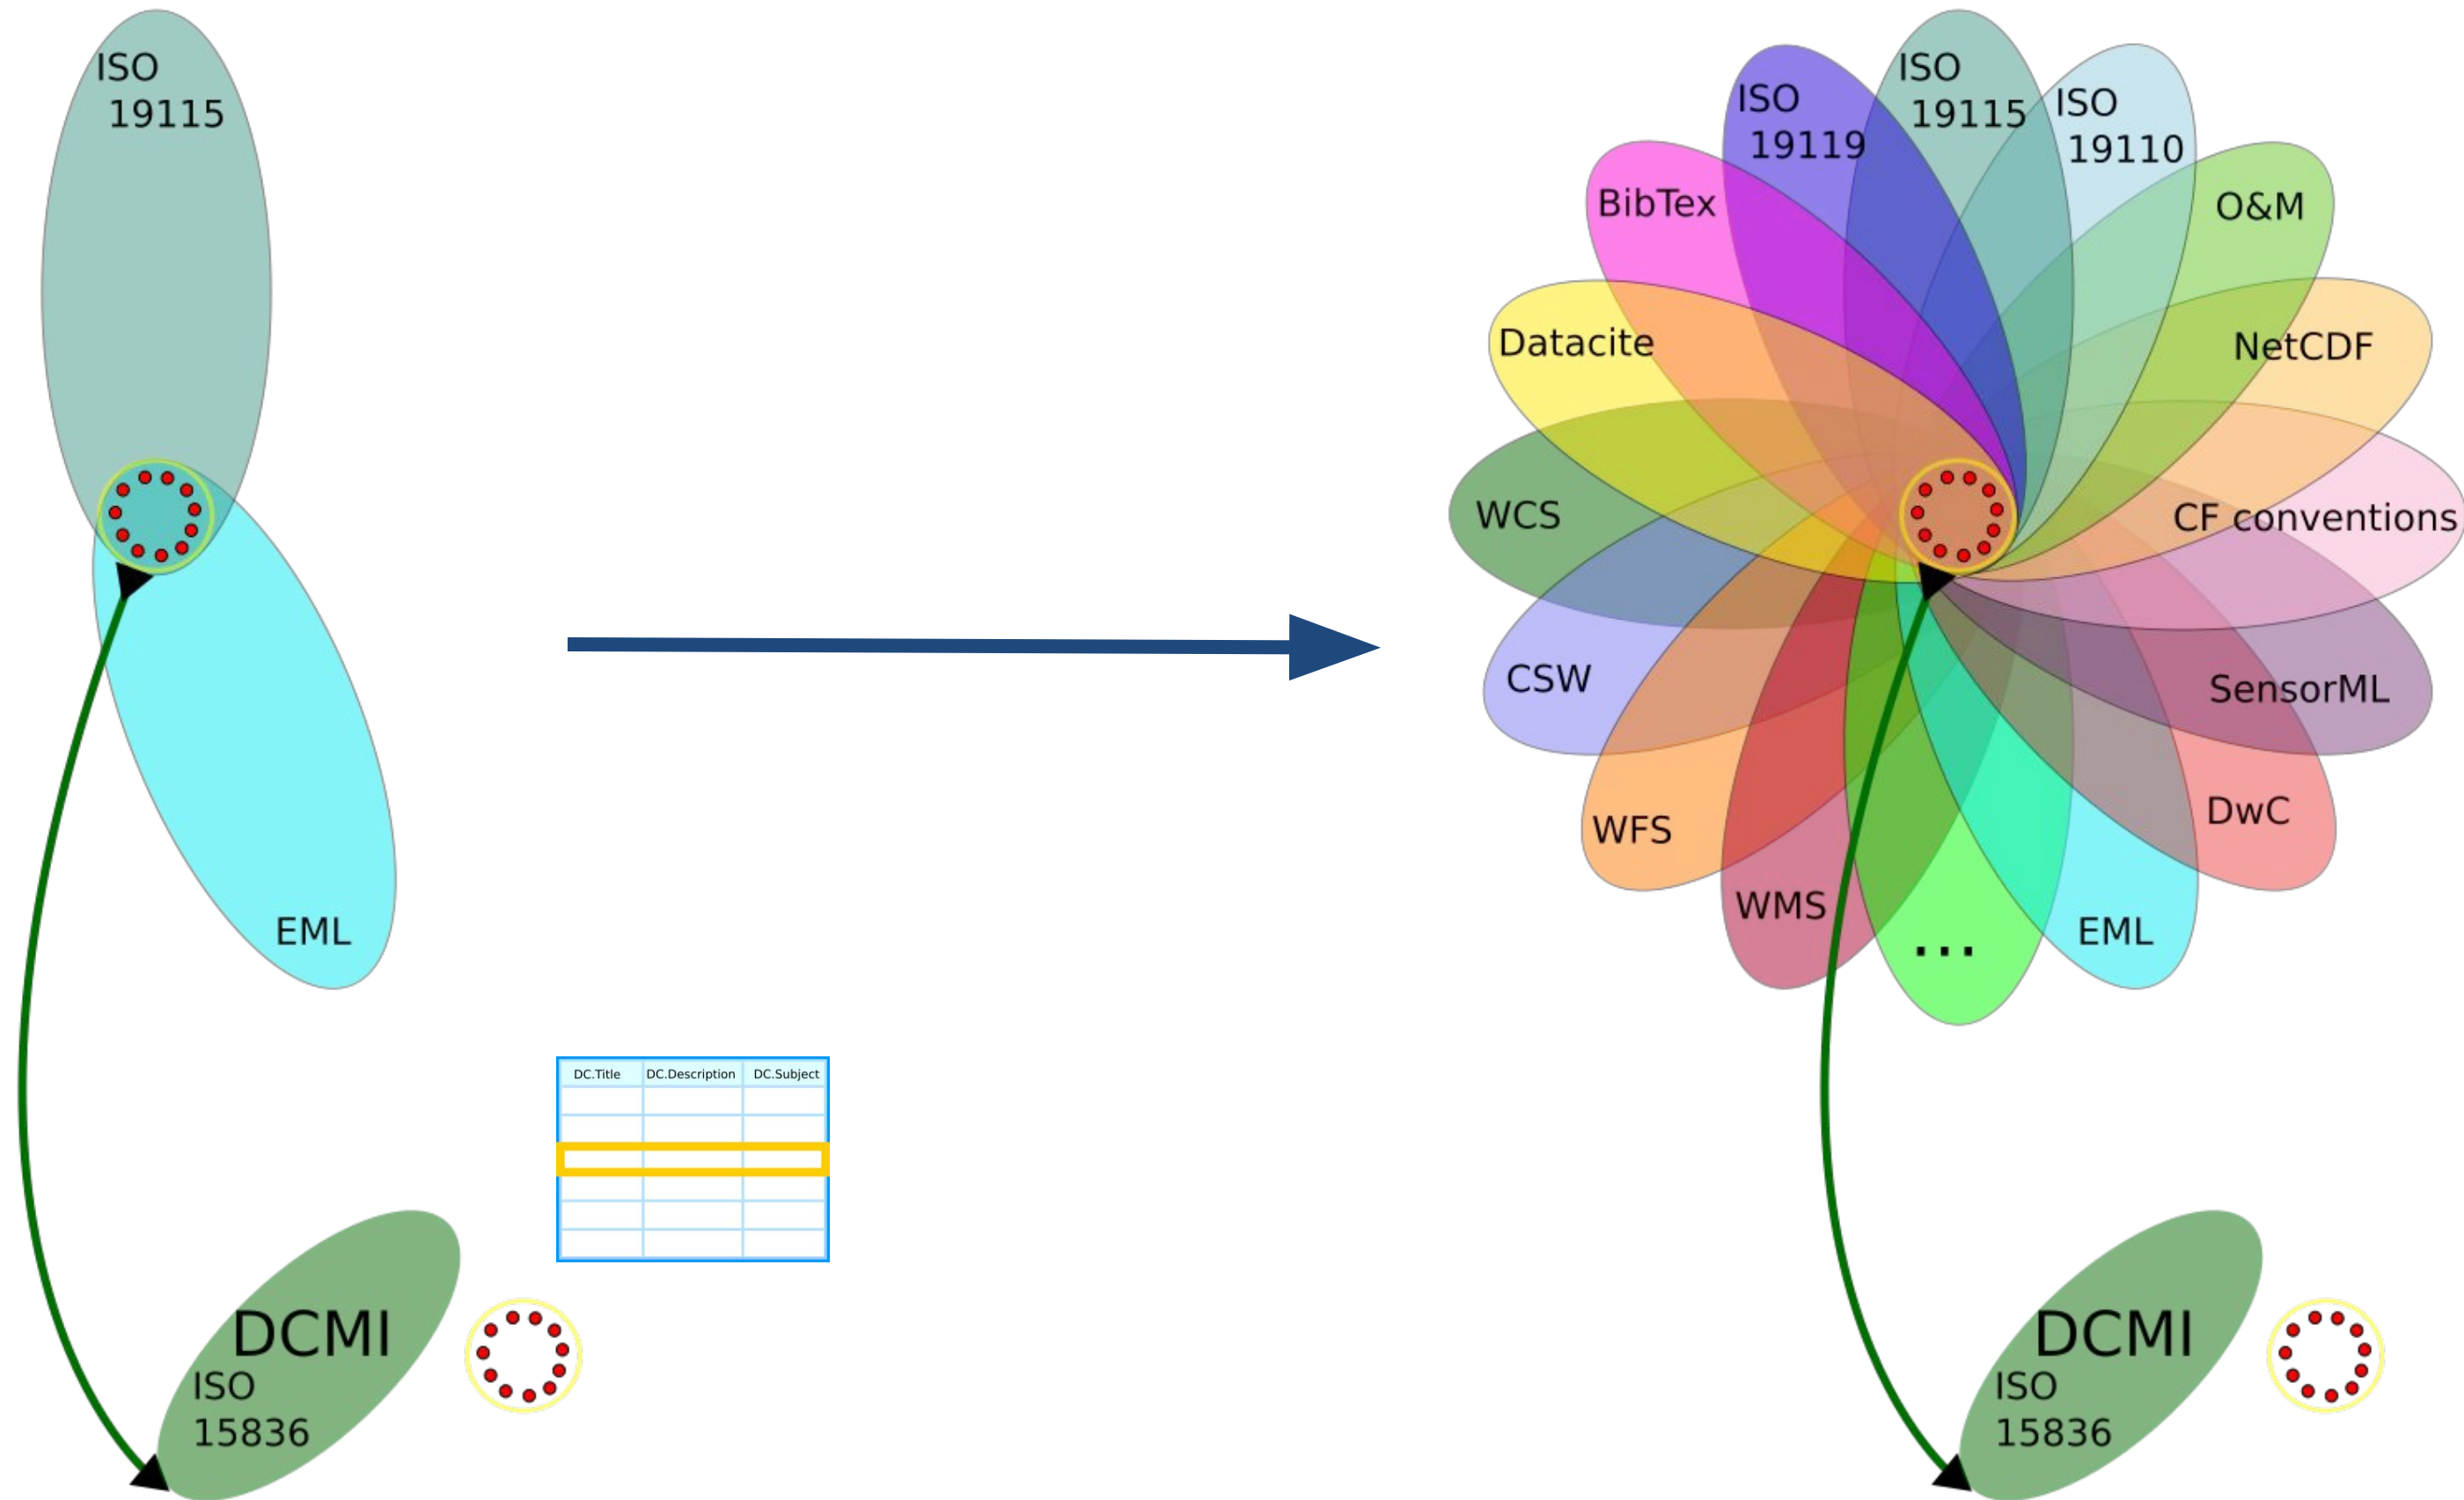 ISO
19115
EML
DC.Title DC.Description DC.Subject
DCMI
ISO
15836
ISO
19115
ISO
19119
ISO
19110
BibTex
O&M
Datacite
NetCDF
WCS
CF conventions
CSW
SensorML
WFS
DwC
WMS
...
EML
DCMI
ISO
15836